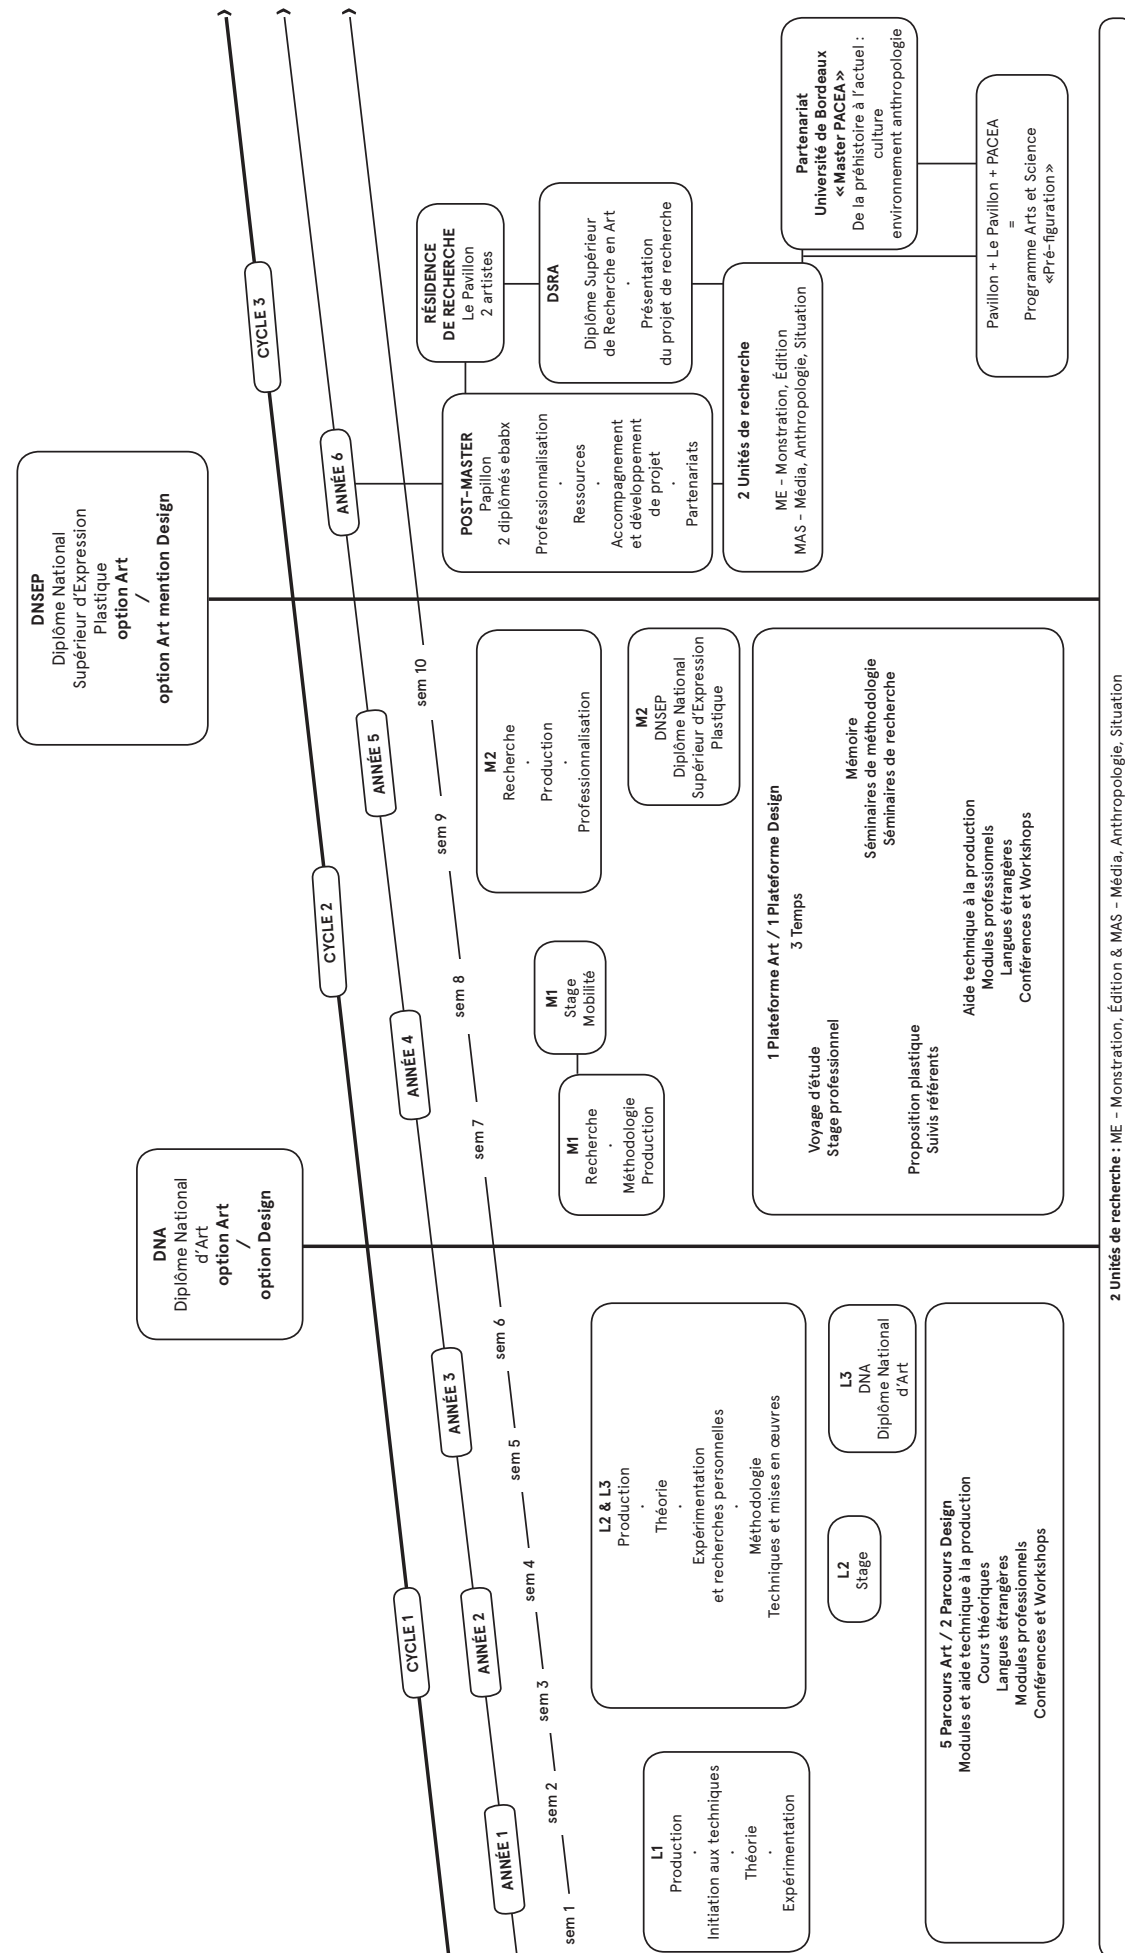 DNA
Diplôme National
d'Art
option Art
/
option Design
DNSEP
Diplôme National
Supérieur d'Expression
Plastique
option Art
/
option Art mention Design
CYCLE 1
CYCLE 2
CYCLE 3
ANNÉE 1
ANNÉE 2
ANNÉE 3
ANNÉE 4
ANNÉE 5
ANNÉE 6
sem 1
sem 2
sem 3
sem 4
sem 5
sem 6
sem 7
sem 8
sem 9
sem 10
L1
Production
·
Initiation aux techniques
·
Théorie
·
Expérimentation
L2 & L3
Production
·
Théorie
·
Expérimentation
et recherches personnelles
·
Méthodologie
Techniques et mises en œuvres
L2
Stage
L3
DNA
Diplôme National
d'Art
5 Parcours Art / 2 Parcours Design
Modules et aide technique à la production
Cours théoriques
Langues étrangères
Modules professionnels
Conférences et Workshops
M1
Recherche
·
Méthodologie
Production
M1
Stage
Mobilité
M2
Recherche
·
Production
·
Professionnalisation
M2
DNSEP
Diplôme National
Supérieur d'Expression
Plastique
1 Plateforme Art / 1 Plateforme Design
3 Temps
Voyage d'étude
Stage professionnel
Mémoire
Séminaires de méthodologie
Séminaires de recherche
Proposition plastique
Suivis référents
Aide technique à la production
Modules professionnels
Langues étrangères
Conférences et Workshops
POST-MASTER
Papillon
2 diplômés ebabx
Professionnalisation
·
Ressources
·
Accompagnement
et développement
de projet
·
Partenariats
RÉSIDENCE
DE RECHERCHE
Le Pavillon
2 artistes
DSRA
Diplôme Supérieur
de Recherche en Art
·
Présentation
du projet de recherche
2 Unités de recherche
ME – Monstration, Édition
MAS – Média, Anthropologie, Situation
Partenariat
Université de Bordeaux
«Master PACEA»
De la préhistoire à l'actuel :
culture
environnement anthropologie
Pavillon + Le Pavillon + PACEA
=
Programme Arts et Science
«Pré-figuration»
2 Unités de recherche : ME – Monstration, Édition & MAS – Média, Anthropologie, Situation